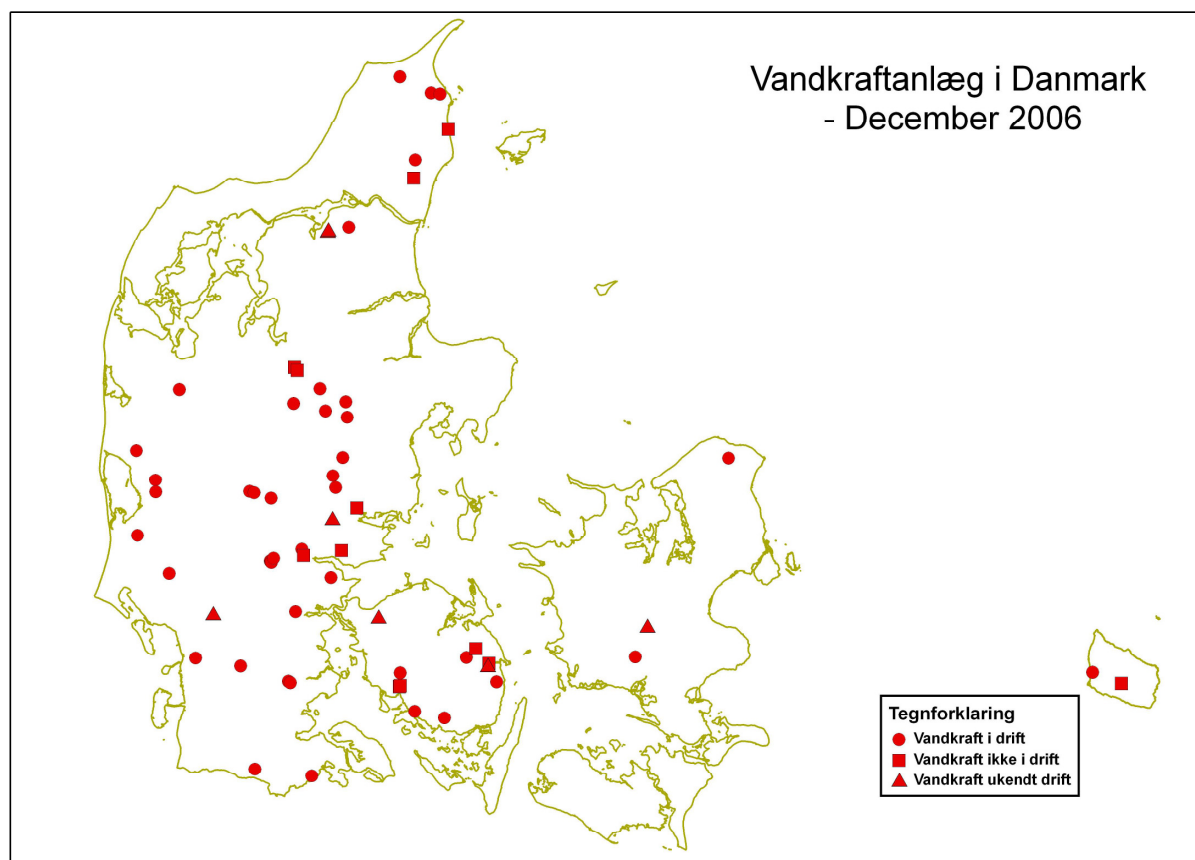 Vandkraftanlæg i Danmark
- December 2006
Tegnforklaring
Vandkraft i drift
Vandkraft ikke i drift
Vandkraft ukendt drift